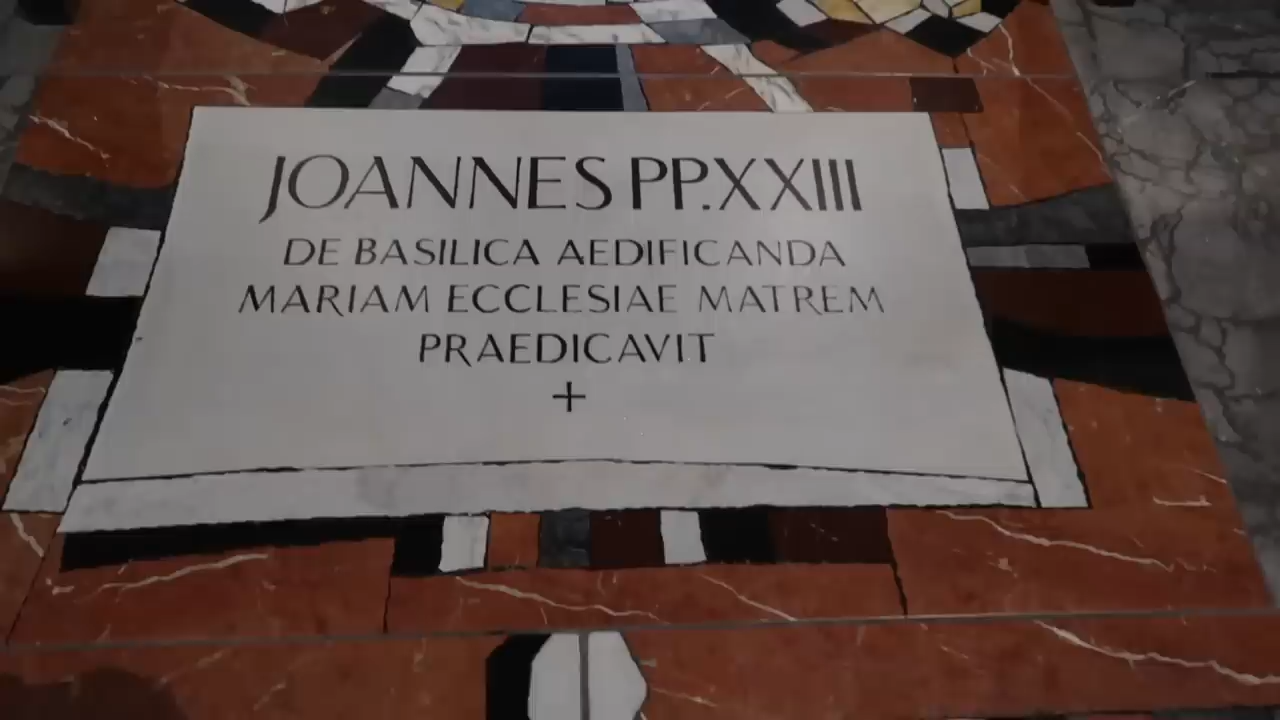 JOANNES PP.XXIII
DE BASILICA AEDIFICANDA
MARIAM ECCLESIAE MATREM
PRAEDICAVIT
+